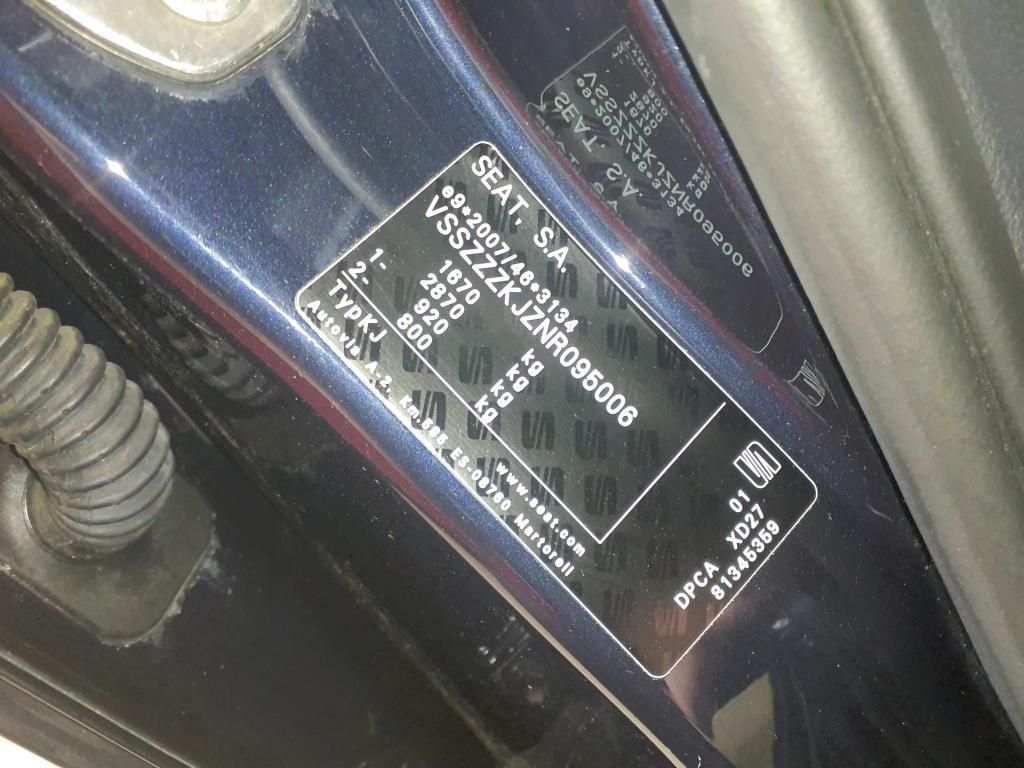 SEAT. S.A.
e9*2007/46*3134
VSSZZZKJZNR095006
1670 kg
2870 kg
1- 920 kg
2- 800 kg
TypKJ
www.seat.com
Autovía A.2, km.585 ES-08760 Martorell
01
DPCA XD27
81345359